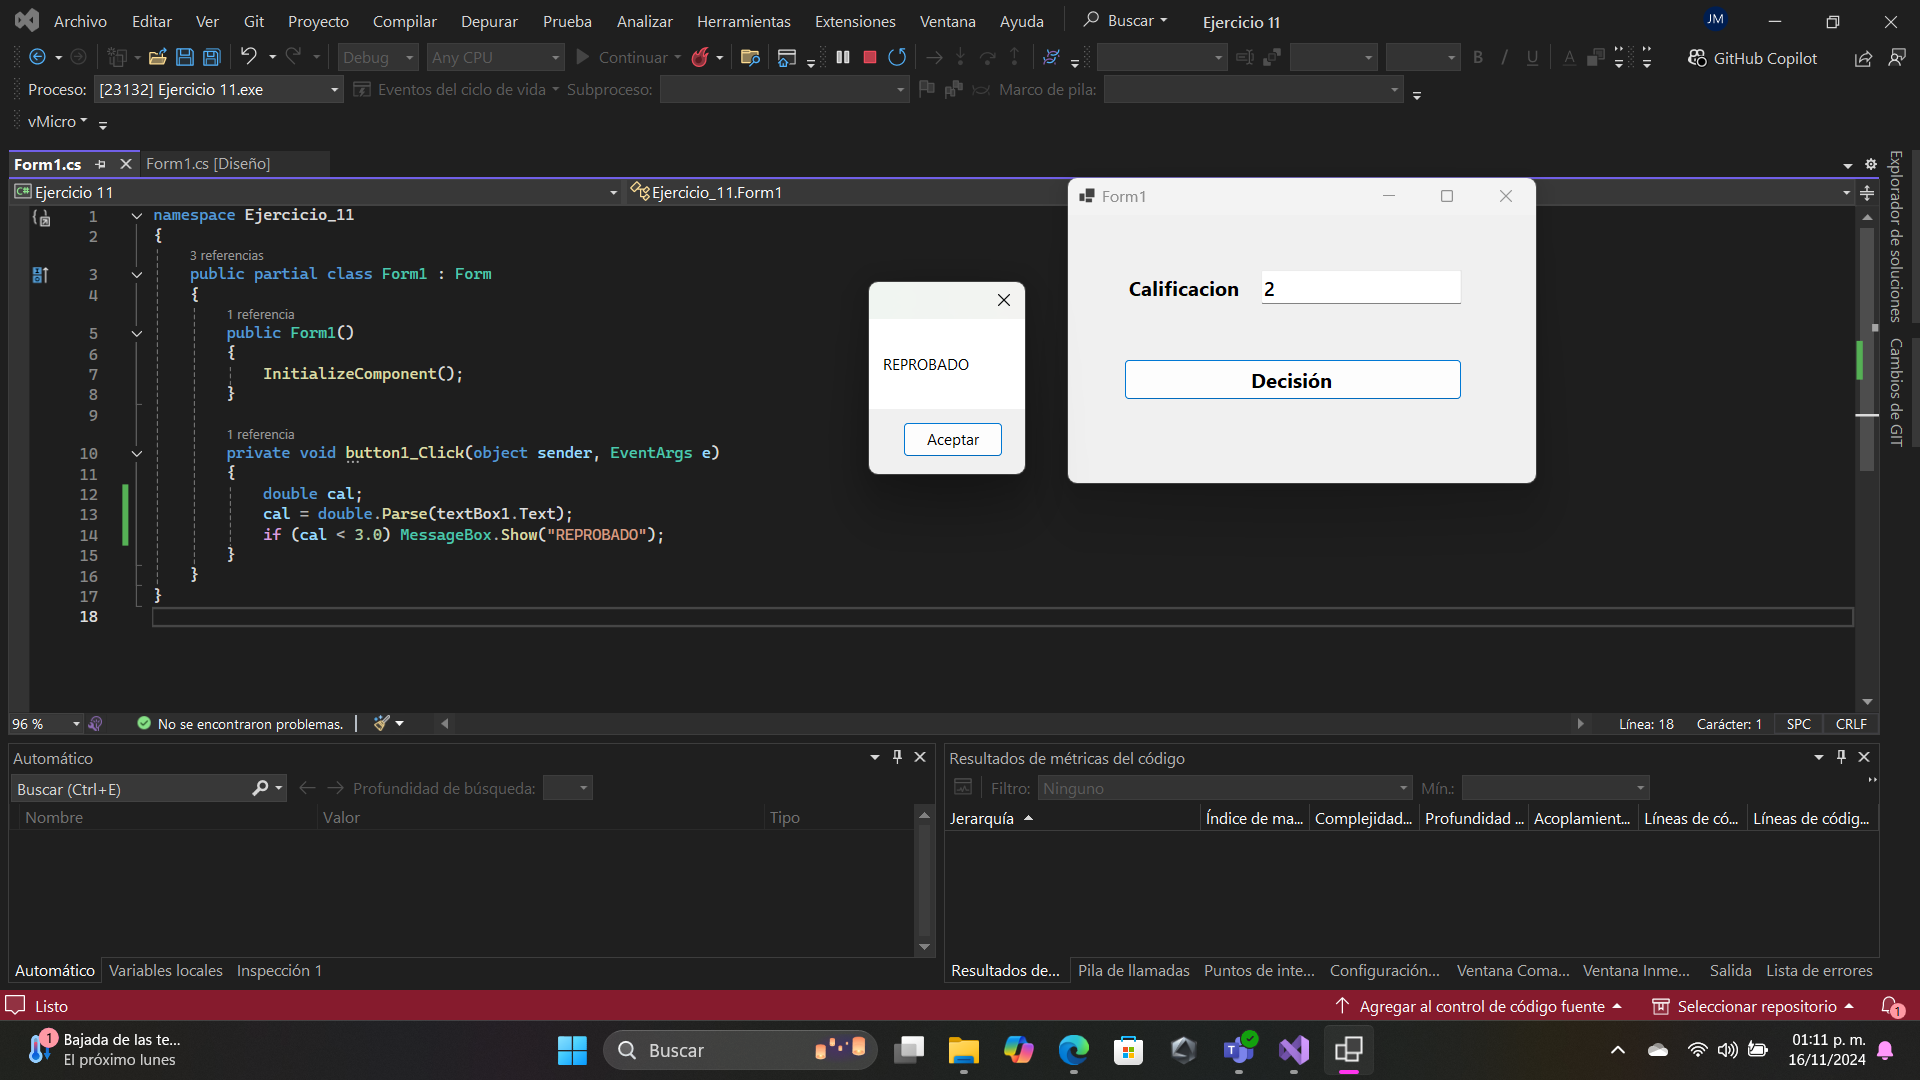 Archivo Editar Ver Git Proyecto Compilar Depurar Prueba Analizar Herramientas Extensiones Ventana Ayuda Buscar Ejercicio 11 JM
Debug Any CPU Continuar GitHub Copilot
Proceso: [23132] Ejercicio 11.exe Eventos del ciclo de vida Subproceso: Marco de pila:
vMicro
Form1.cs Form1.cs [Diseño]
Ejercicio 11 Ejercicio_11.Form1
1 namespace Ejercicio_11
2 {
3 referencias
3 public partial class Form1 : Form
4 {
1 referencia
5 public Form1()
6 {
7 InitializeComponent();
8 }
9
1 referencia
10 private void button1_Click(object sender, EventArgs e)
11 {
12 double cal;
13 cal = double.Parse(textBox1.Text);
14 if (cal < 3.0) MessageBox.Show("REPROBADO");
15 }
16 }
17 }
18
REPROBADO
Aceptar
Form1
Calificacion 2
Decisión
Explorador de soluciones
Cambios de GIT
96 % No se encontraron problemas. Línea: 18 Carácter: 1 SPC CRLF
Automático
Buscar (Ctrl+E) Profundidad de búsqueda:
Nombre Valor Tipo
Automático Variables locales Inspección 1
Resultados de métricas del código
Filtro: Ninguno Mín.:
Jerarquía Índice de ma... Complejidad... Profundidad ... Acoplamient... Líneas de có... Líneas de códig...
Resultados de... Pila de llamadas Puntos de inte... Configuración... Ventana Coma... Ventana Inme... Salida Lista de errores
Listo Agregar al control de código fuente Seleccionar repositorio 1
1 Bajada de las te...
El próximo lunes
Buscar
01:11 p. m.
16/11/2024